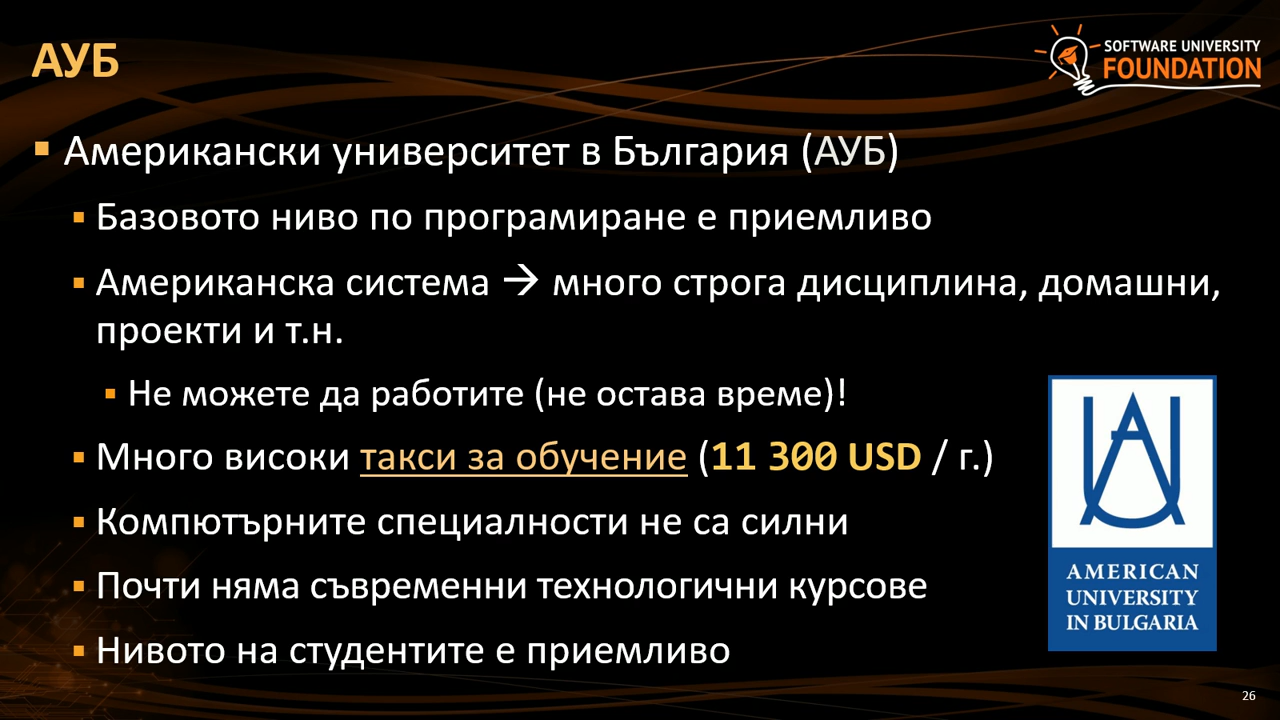 АУБ
SOFTWARE UNIVERSITY
FOUNDATION
Американски университет в България (АУБ)
Базовото ниво по програмиране е приемливо
Американска система → много строга дисциплина, домашни,
проекти и т.н.
Не можете да работите (не остава време)!
Много високи такси за обучение (11 300 USD / г.)
Компютърните специалности не са силни
Почти няма съвременни технологични курсове
Нивото на студентите е приемливо
AMERICAN
UNIVERSITY
IN BULGARIA
26